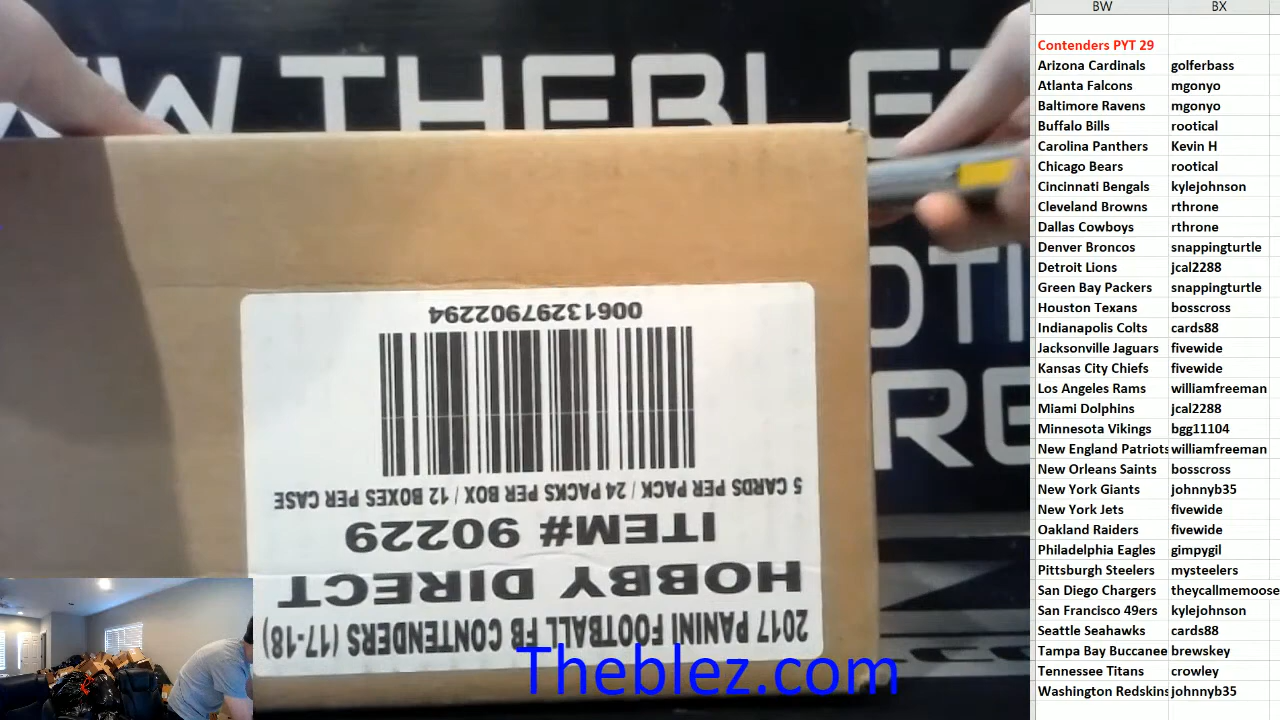 THEBLEZ
00613297902294
5 CARDS PER PACK / 24 PACKS PER BOX / 12 BOXES PER CASE
ITEM# 90229
HOBBY DIRECT
2017 PANINI FOOTBALL FB CONTENDERS (17-18)
Theblez.com
BW BX
Contenders PYT 29
Arizona Cardinals golferbass
Atlanta Falcons mgonyo
Baltimore Ravens mgonyo
Buffalo Bills rootical
Carolina Panthers Kevin H
Chicago Bears rootical
Cincinnati Bengals kylejohnson
Cleveland Browns rthrone
Dallas Cowboys rthrone
Denver Broncos snappingturtle
Detroit Lions jcal2288
Green Bay Packers snappingturtle
Houston Texans bosscross
Indianapolis Colts cards88
Jacksonville Jaguars fivewide
Kansas City Chiefs fivewide
Los Angeles Rams williamfreeman
Miami Dolphins jcal2288
Minnesota Vikings bgg11104
New England Patriots williamfreeman
New Orleans Saints bosscross
New York Giants johnnyb35
New York Jets fivewide
Oakland Raiders fivewide
Philadelphia Eagles gimpygil
Pittsburgh Steelers mysteelers
San Diego Chargers theycallmemoose
San Francisco 49ers kylejohnson
Seattle Seahawks cards88
Tampa Bay Buccanee brewskey
Tennessee Titans crowley
Washington Redskins johnnyb35